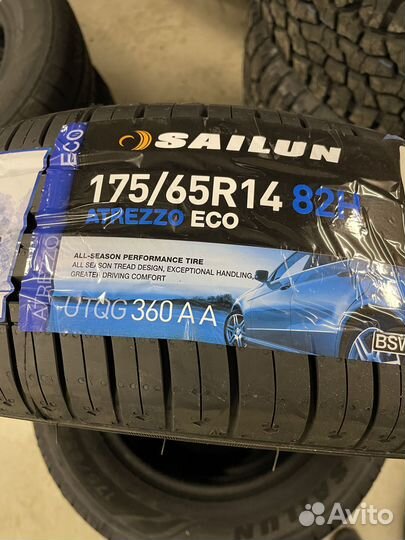 SAILUN
175/65R14 82H
ATREZZO ECO
ATREZZO ECO
ALL-SEASON PERFORMANCE TIRE
ALL SEASON TREAD DESIGN, EXCEPTIONAL HANDLING,
GREATER DRIVING COMFORT
UTQG 360 A A
BSW
SAILUN
Avito